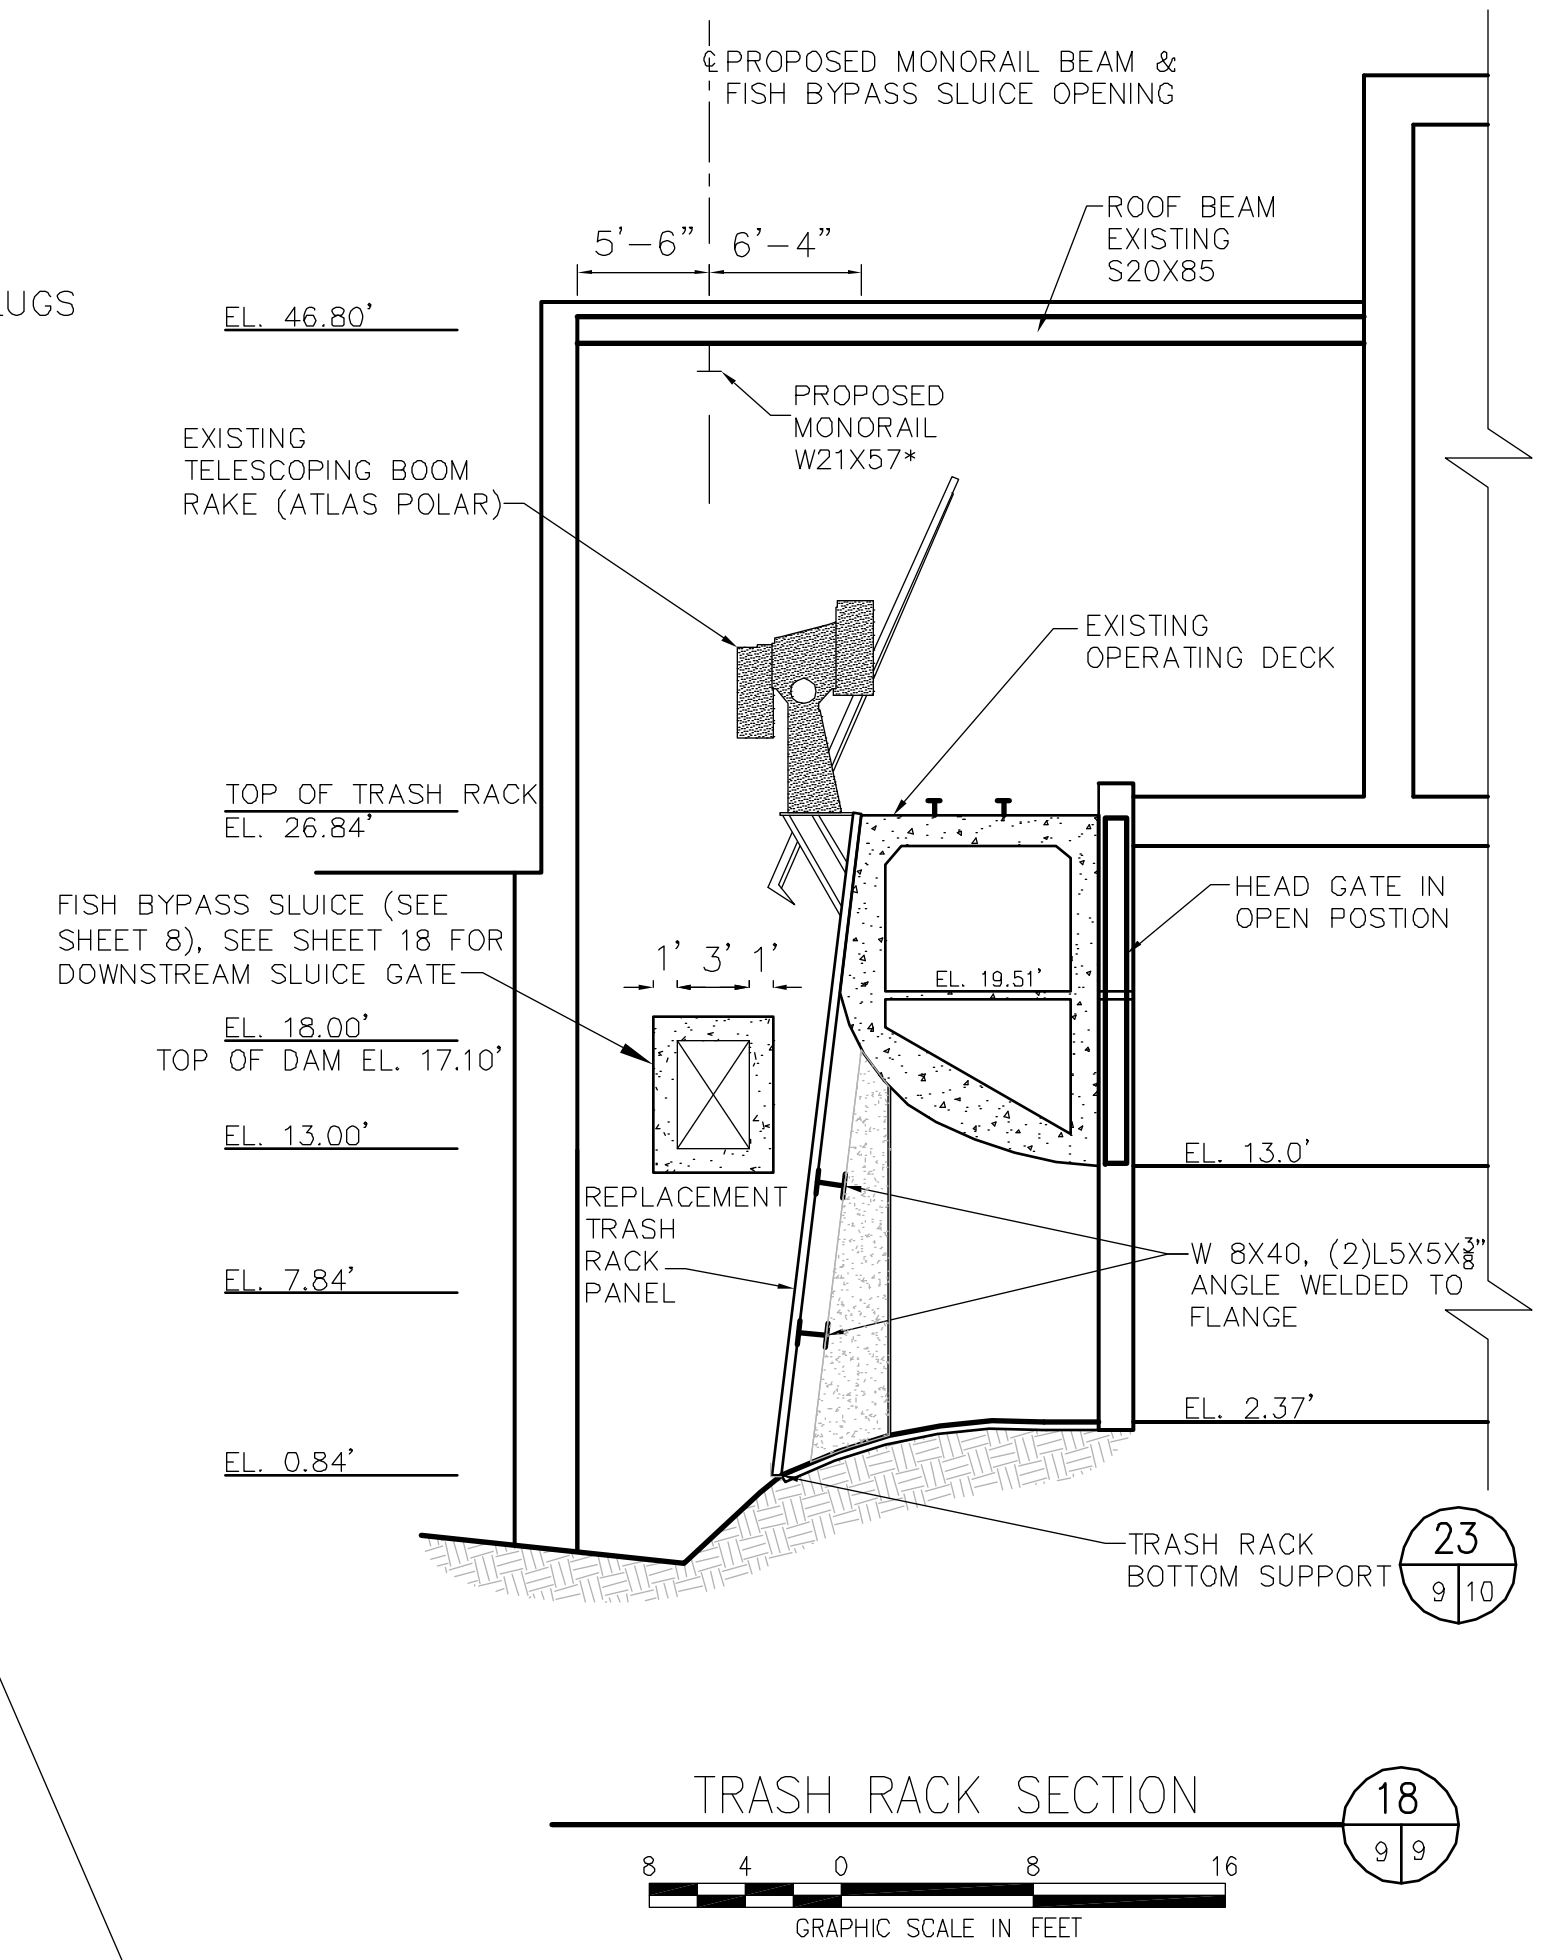 ℄ PROPOSED MONORAIL BEAM &
FISH BYPASS SLUICE OPENING
ROOF BEAM
EXISTING
S20X85
5'-6" 6'-4"
LUGS
EL. 46.80'
PROPOSED
MONORAIL
W21X57*
EXISTING
TELESCOPING BOOM
RAKE (ATLAS POLAR)
EXISTING
OPERATING DECK
TOP OF TRASH RACK
EL. 26.84'
HEAD GATE IN
OPEN POSTION
FISH BYPASS SLUICE (SEE
SHEET 8), SEE SHEET 18 FOR
DOWNSTREAM SLUICE GATE
1' 3' 1'
EL. 19.51'
EL. 18.00'
TOP OF DAM EL. 17.10'
EL. 13.00'
EL. 13.0'
REPLACEMENT
TRASH
RACK
PANEL
W 8X40, (2)L5X5X3/8"
ANGLE WELDED TO
FLANGE
EL. 7.84'
EL. 2.37'
EL. 0.84'
TRASH RACK
BOTTOM SUPPORT
23
9 10
TRASH RACK SECTION
18
9 9
8 4 0 8 16
GRAPHIC SCALE IN FEET